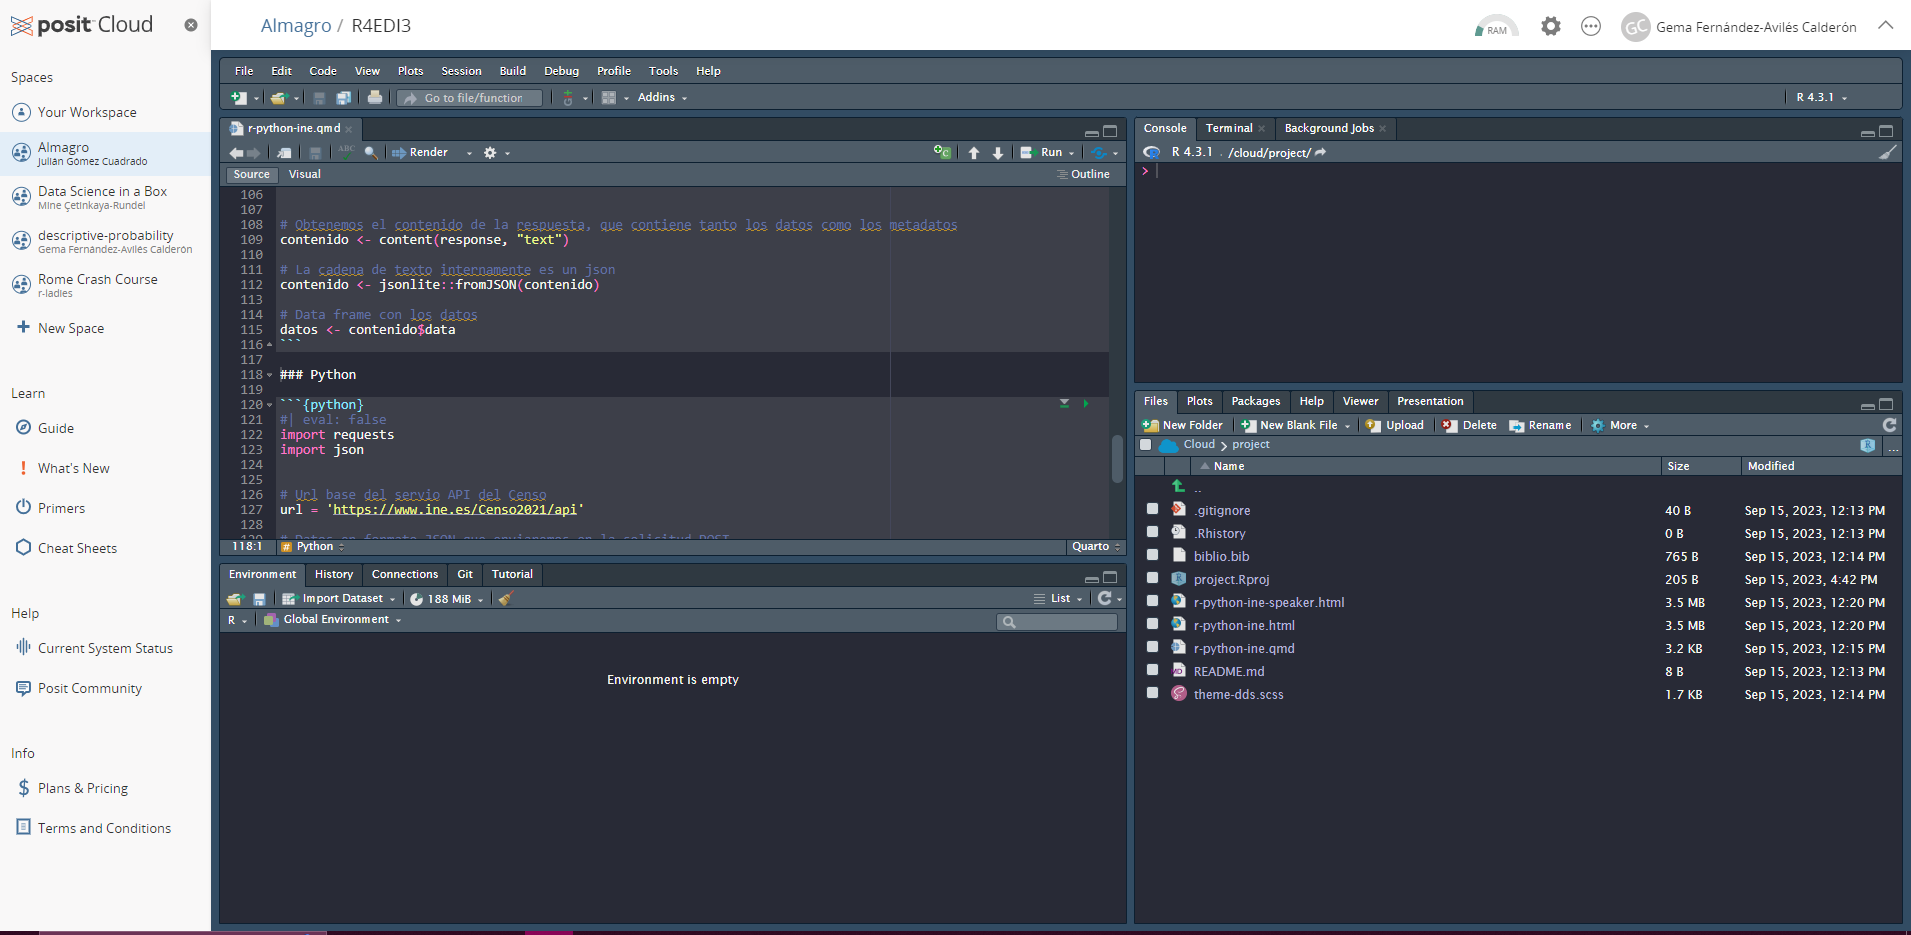 posit Cloud
Almagro / R4EDI3
RAM
GC
Gema Fernández-Avilés Calderón
Spaces
Your Workspace
Almagro
Julián Gómez Cuadrado
Data Science in a Box
Mine Çetinkaya-Rundel
descriptive-probability
Gema Fernández-Avilés Calderón
Rome Crash Course
r-ladies
New Space
Learn
Guide
What's New
Primers
Cheat Sheets
Help
Current System Status
Posit Community
Info
Plans & Pricing
Terms and Conditions
File Edit Code View Plots Session Build Debug Profile Tools Help
Go to file/function Addins R 4.3.1
r-python-ine.qmd
ABC Render Run
Source Visual Outline
106
107
108 # Obtenemos el contenido de la respuesta, que contiene tanto los datos como los metadatos
109 contenido <- content(response, "text")
110
111 # La cadena de texto internamente es un json
112 contenido <- jsonlite::fromJSON(contenido)
113
114 # Data frame con los datos
115 datos <- contenido$data
116 ```
117
118 ### Python
119
120 ```{python}
121 #| eval: false
122 import requests
123 import json
124
125
126 # Url base del servio API del Censo
127 url = 'https://www.ine.es/Censo2021/api'
128
129 # Datos en formato JSON que enviaremos en la solicitud POST
118:1 # Python Quarto
Environment History Connections Git Tutorial
Import Dataset 188 MiB List
R Global Environment
Environment is empty
Console Terminal Background Jobs
R 4.3.1 . /cloud/project/
>
Files Plots Packages Help Viewer Presentation
New Folder New Blank File Upload Delete Rename More
Cloud project R ...
Name Size Modified
..
.gitignore 40 B Sep 15, 2023, 12:13 PM
.Rhistory 0 B Sep 15, 2023, 12:13 PM
biblio.bib 765 B Sep 15, 2023, 12:14 PM
project.Rproj 205 B Sep 15, 2023, 4:42 PM
r-python-ine-speaker.html 3.5 MB Sep 15, 2023, 12:20 PM
r-python-ine.html 3.5 MB Sep 15, 2023, 12:20 PM
r-python-ine.qmd 3.2 KB Sep 15, 2023, 12:15 PM
README.md 8 B Sep 15, 2023, 12:13 PM
theme-dds.scss 1.7 KB Sep 15, 2023, 12:14 PM